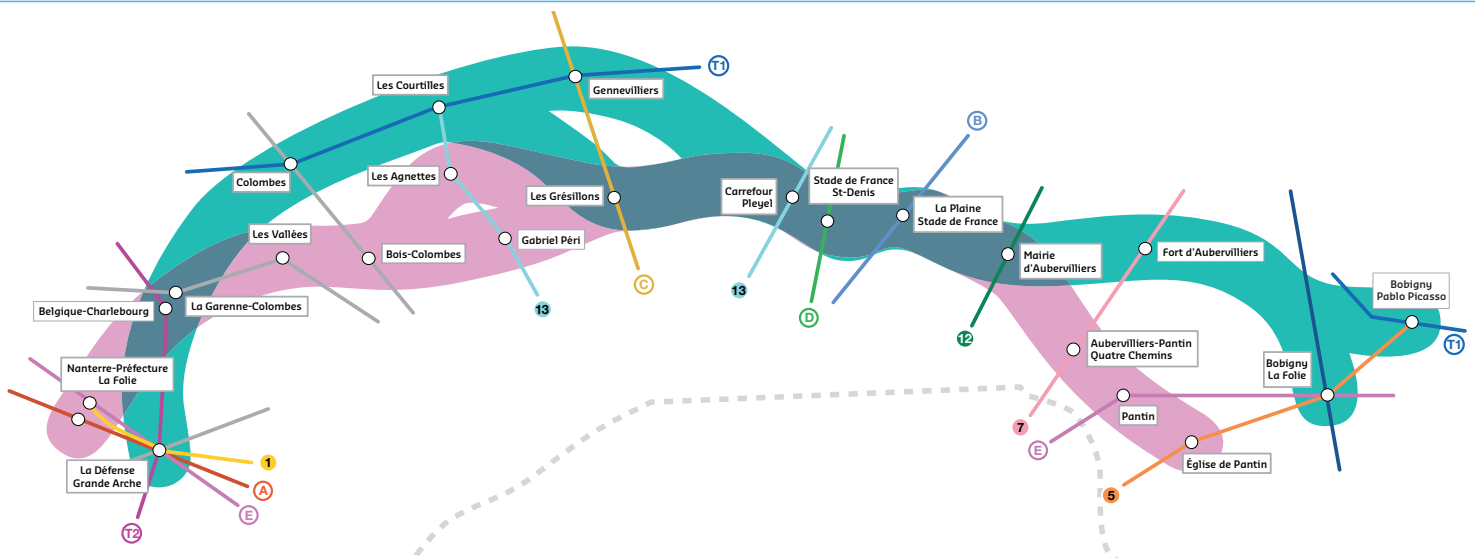 T1
Les Courtilles
Gennevilliers
B
Colombes
Les Agnettes
Les Grésillons
Carrefour
Pleyel
Stade de France
St-Denis
La Plaine
Stade de France
Les Vallées
Bois-Colombes
Gabriel Péri
Mairie
d'Aubervilliers
Fort d'Aubervilliers
Bobigny
Pablo Picasso
Belgique-Charlebourg
La Garenne-Colombes
C
13
13
D
12
T1
Nanterre-Préfecture
La Folie
Aubervilliers-Pantin
Quatre Chemins
Bobigny
La Folie
Pantin
7
E
La Défense
Grande Arche
1
A
E
T2
Église de Pantin
5